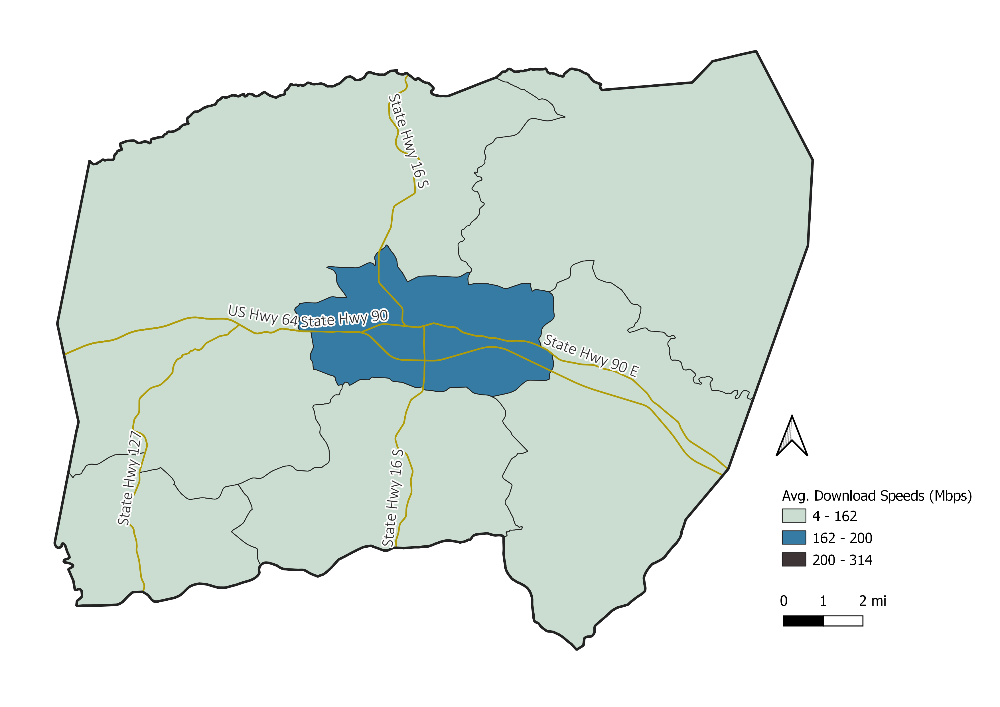 State Hwy 16 S
US Hwy 64
State Hwy 90
State Hwy 90 E
State Hwy 127
State Hwy 16 S
Avg. Download Speeds (Mbps)
4 - 162
162 - 200
200 - 314
0 1 2 mi